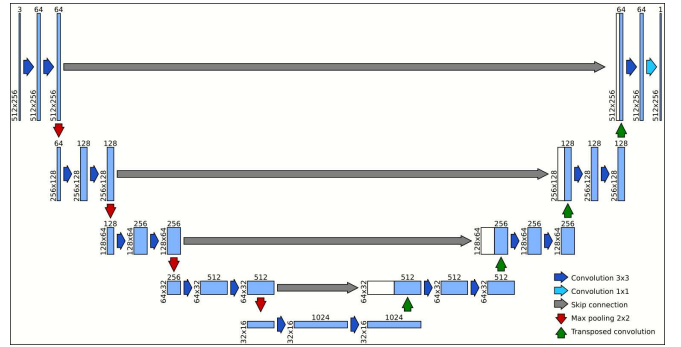 3 64 64 64 64 1
512x256 512x256 512x256 512x256 512x256 512x256
64 128 128 128 128 128
256x128 256x128 256x128 256x128 256x128 256x128
128 256 256 256 256 256
128x64 128x64 128x64 128x64 128x64 128x64
256 512 512 512 512 512
64x32 64x32 64x32 64x32 64x32 64x32
1024 1024
32x16 32x16 32x16
Convolution 3x3
Convolution 1x1
Skip connection
Max pooling 2x2
Transposed convolution